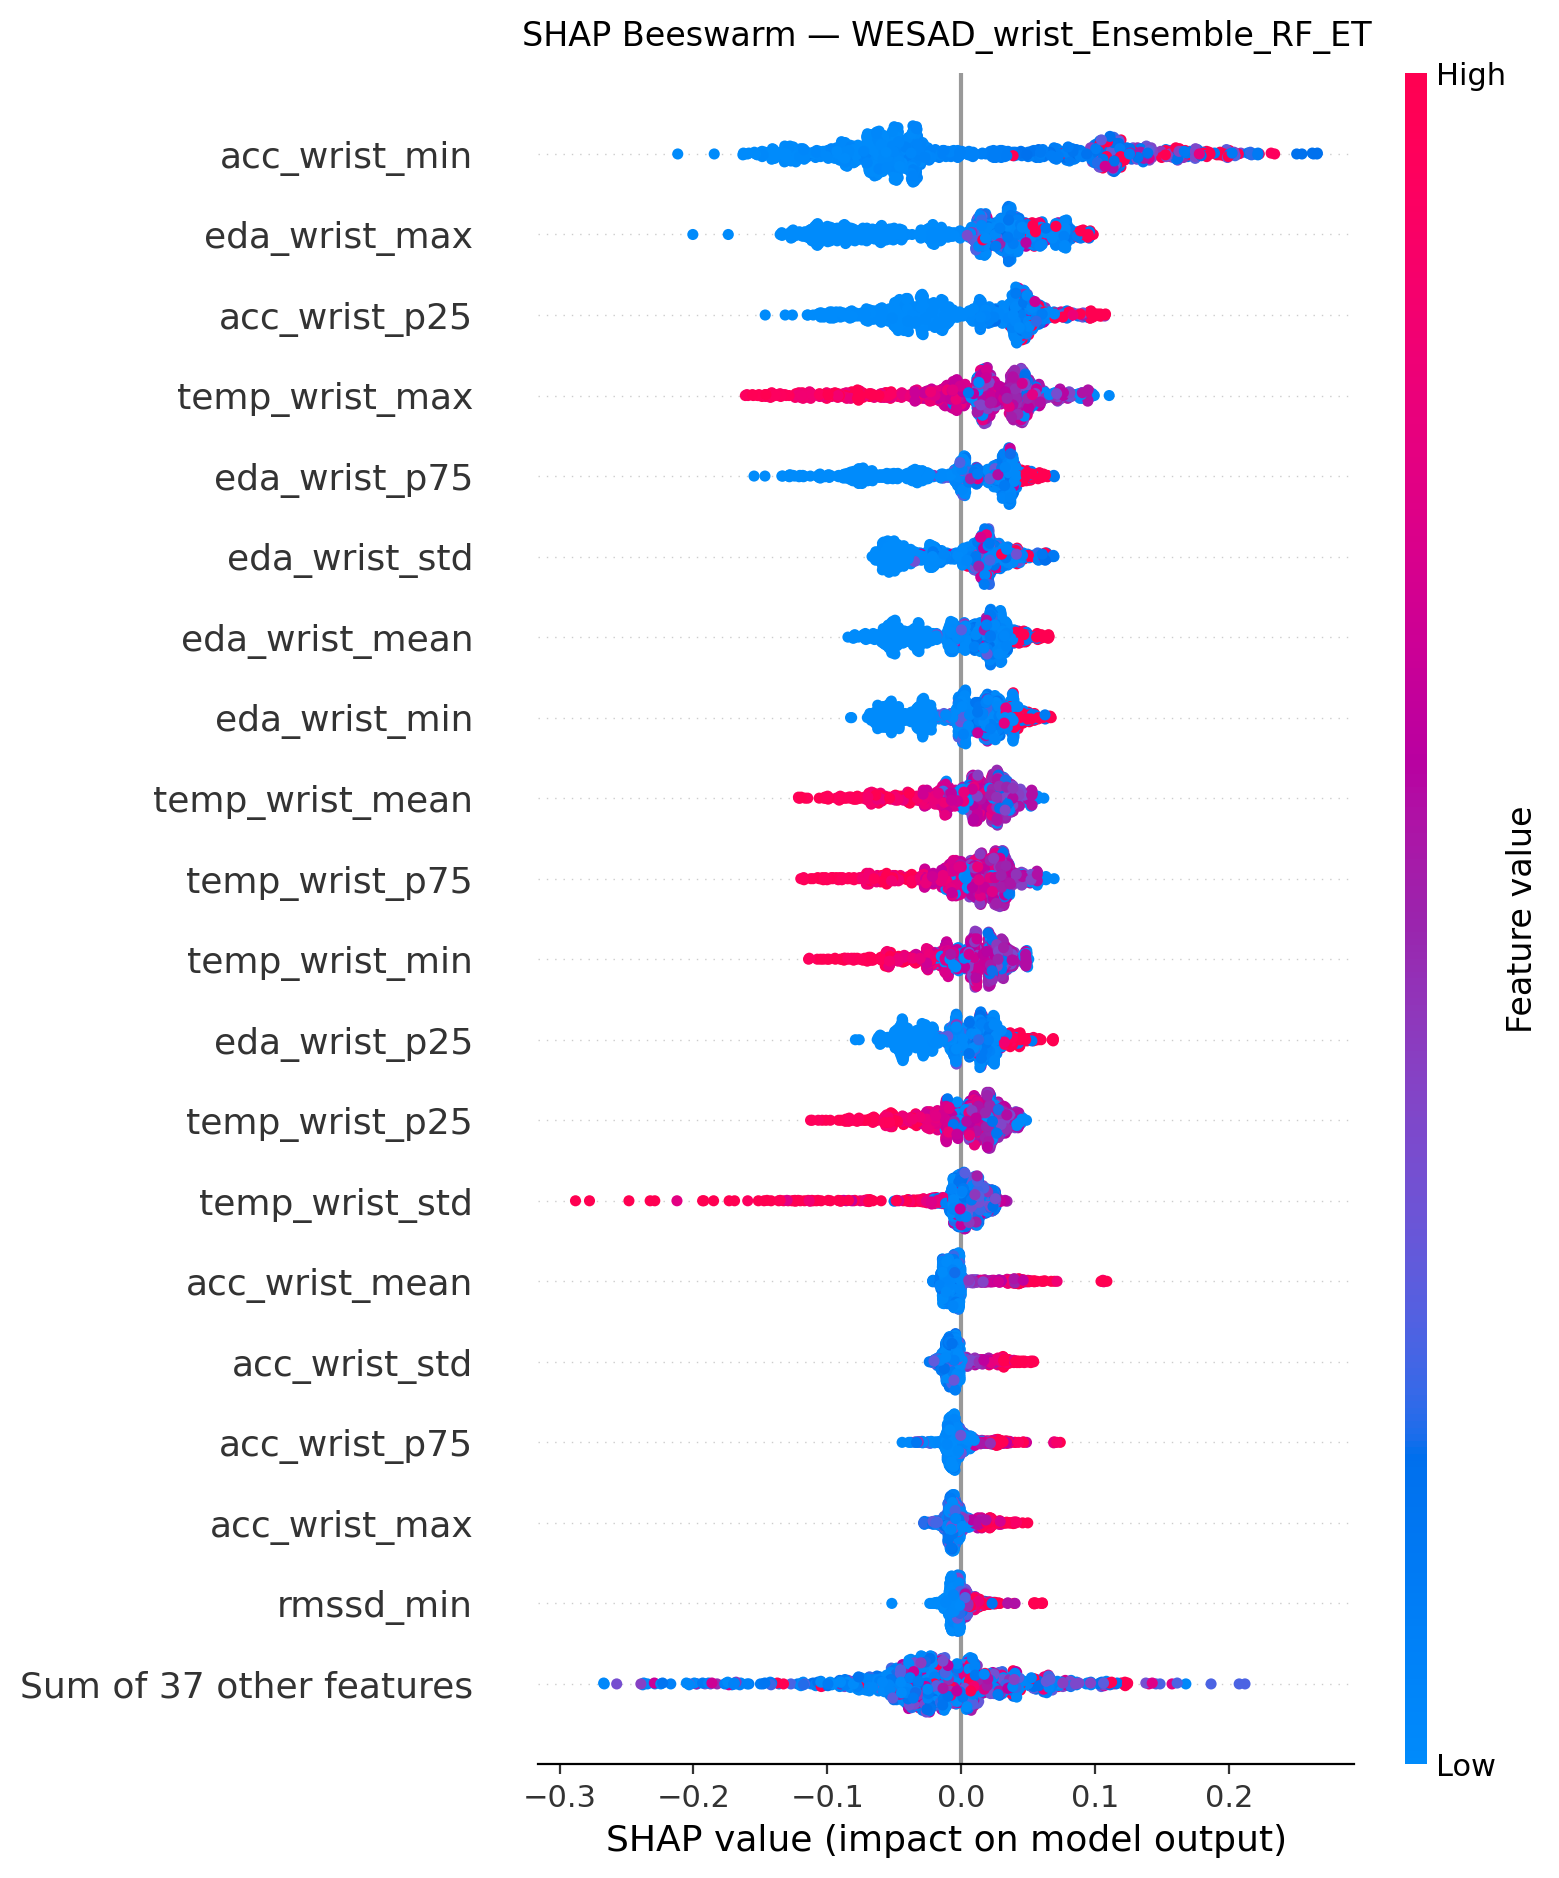 SHAP Beeswarm — WESAD_wrist_Ensemble_RF_ET
High
acc_wrist_min
eda_wrist_max
acc_wrist_p25
temp_wrist_max
eda_wrist_p75
eda_wrist_std
eda_wrist_mean
eda_wrist_min
temp_wrist_mean
temp_wrist_p75
temp_wrist_min
eda_wrist_p25
temp_wrist_p25
temp_wrist_std
acc_wrist_mean
acc_wrist_std
acc_wrist_p75
acc_wrist_max
rmssd_min
Sum of 37 other features
Feature value
Low
−0.3 −0.2 −0.1 0.0 0.1 0.2
SHAP value (impact on model output)